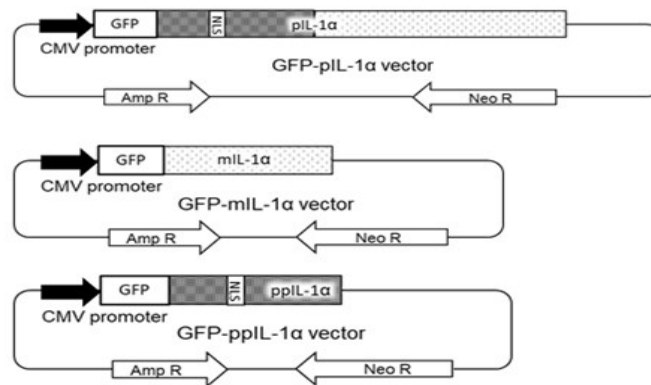 GFP NLS pIL-1α
CMV promoter
GFP-pIL-1α vector
Amp R Neo R
GFP mIL-1α
CMV promoter
GFP-mIL-1α vector
Amp R Neo R
GFP NLS ppIL-1α
CMV promoter
GFP-ppIL-1α vector
Amp R Neo R